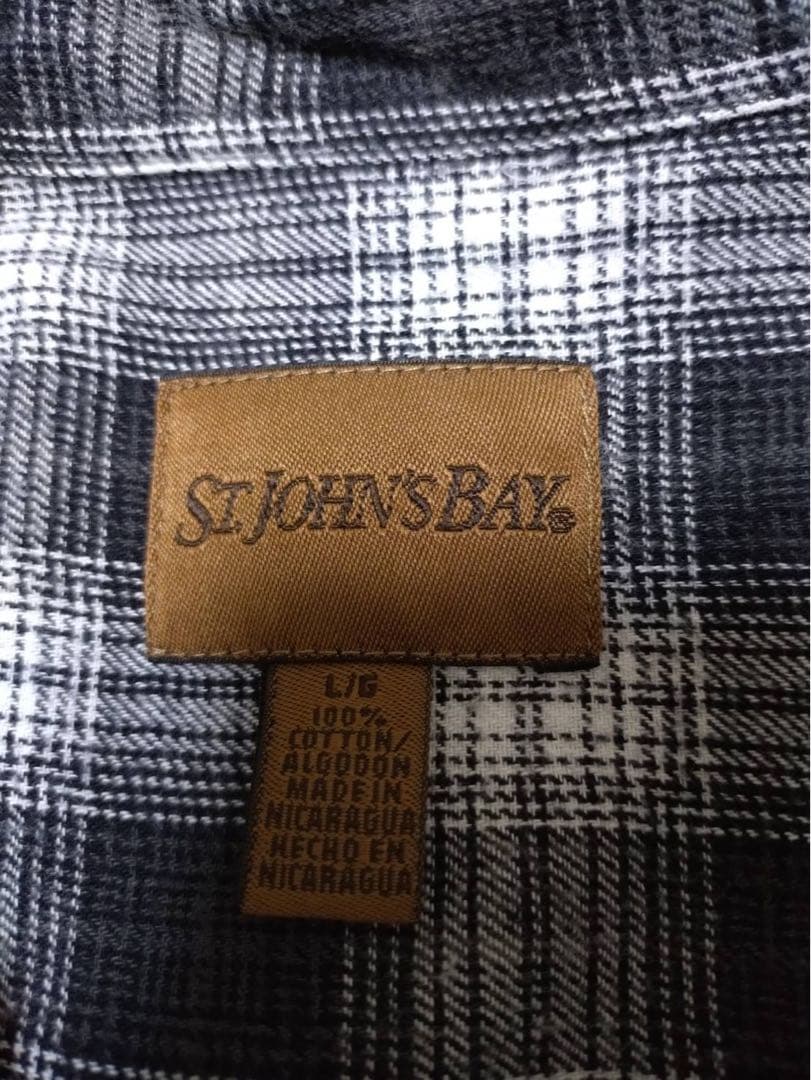 ST JOHN'S BAY®
L/G
100%
COTTON/
ALGODON
MADE IN
NICARAGUA
HECHO EN
NICARAGUA